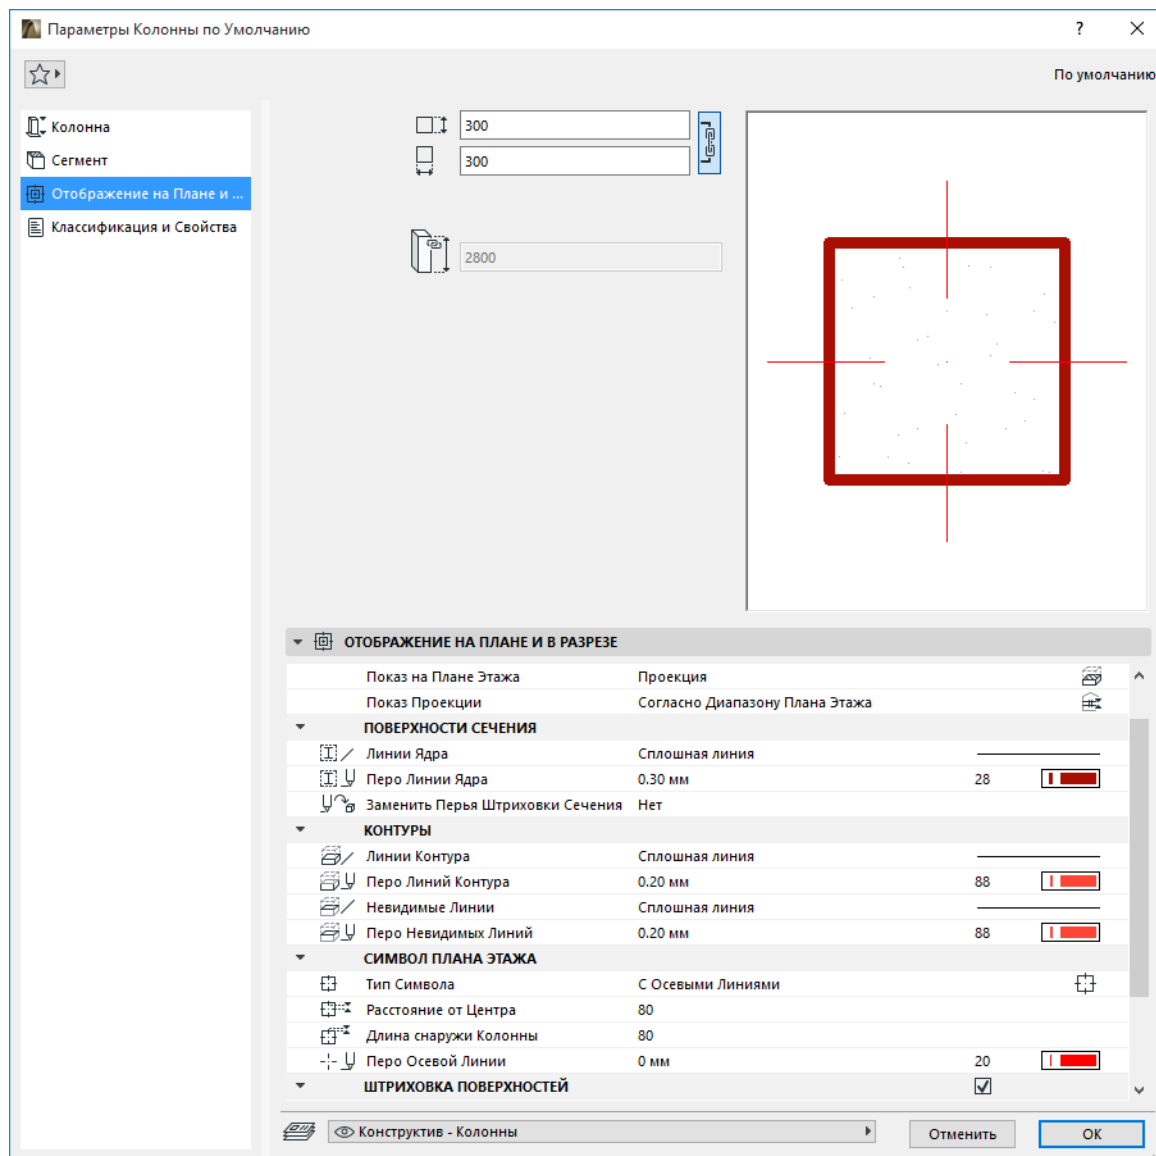 Параметры Колонны по Умолчанию
?
По умолчанию
Колонна
Сегмент
Отображение на Плане и ...
Классификация и Свойства
300
300
2800
ОТОБРАЖЕНИЕ НА ПЛАНЕ И В РАЗРЕЗЕ
Показ на Плане Этажа Проекция
Показ Проекции Согласно Диапазону Плана Этажа
ПОВЕРХНОСТИ СЕЧЕНИЯ
Линии Ядра Сплошная линия
Перо Линии Ядра 0.30 мм 28
Заменить Перья Штриховки Сечения Нет
КОНТУРЫ
Линии Контура Сплошная линия
Перо Линий Контура 0.20 мм 88
Невидимые Линии Сплошная линия
Перо Невидимых Линий 0.20 мм 88
СИМВОЛ ПЛАНА ЭТАЖА
Тип Символа С Осевыми Линиями
Расстояние от Центра 80
Длина снаружи Колонны 80
Перо Осевой Линии 0 мм 20
ШТРИХОВКА ПОВЕРХНОСТЕЙ
Конструктив - Колонны
Отменить
ОК